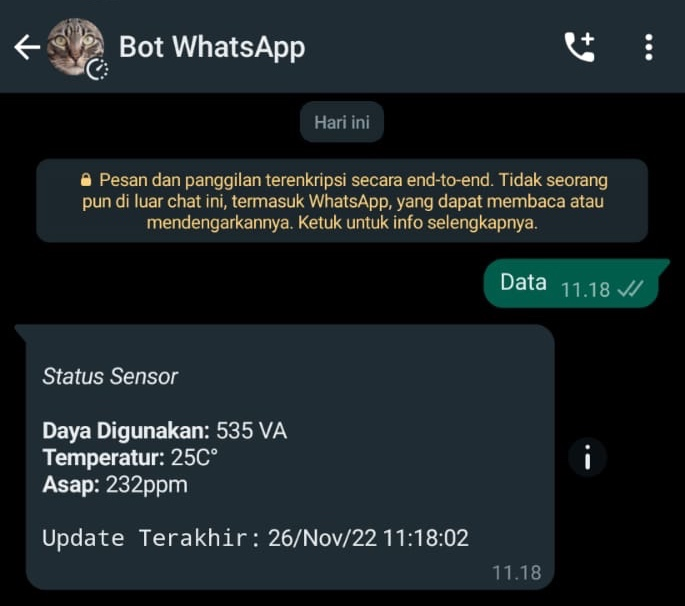 Bot WhatsApp
Hari ini
Pesan dan panggilan terenkripsi secara end-to-end. Tidak seorang
pun di luar chat ini, termasuk WhatsApp, yang dapat membaca atau
mendengarkannya. Ketuk untuk info selengkapnya.
Data 11.18
Status Sensor
Daya Digunakan: 535 VA
Temperatur: 25C°
Asap: 232ppm
Update Terakhir: 26/Nov/22 11:18:02
11.18